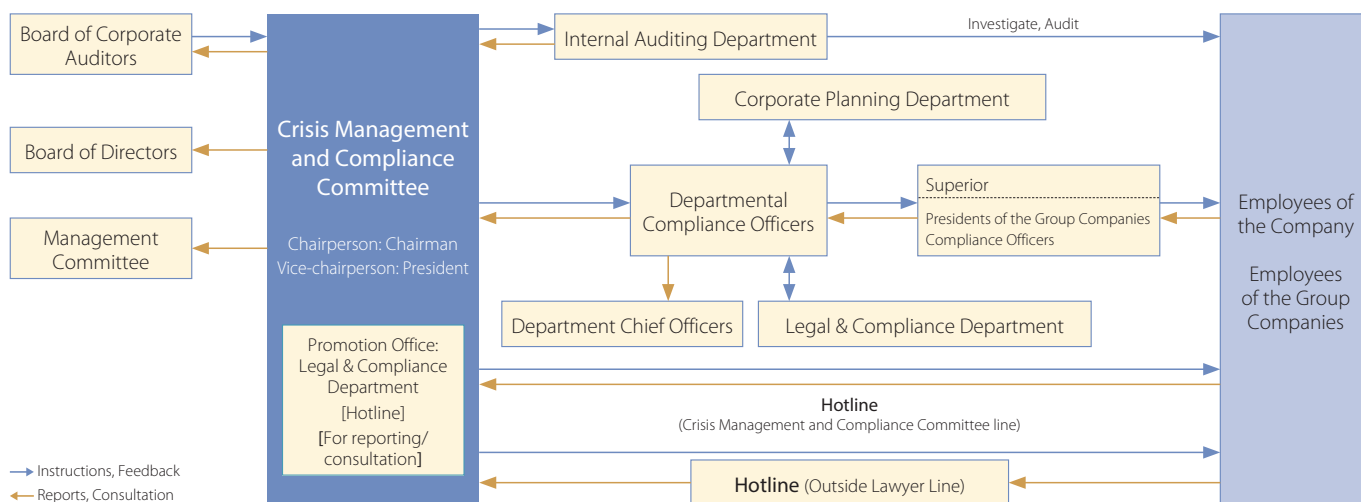 Board of Corporate
Auditors
Board of Directors
Management
Committee
Crisis Management
and Compliance
Committee
Chairperson: Chairman
Vice-chairperson: President
Promotion Office:
Legal & Compliance
Department
[Hotline]
[For reporting/
consultation]
Internal Auditing Department
Investigate, Audit
Corporate Planning Department
Departmental
Compliance Officers
Superior
Presidents of the Group Companies
Compliance Officers
Department Chief Officers
Legal & Compliance Department
Hotline
(Crisis Management and Compliance Committee line)
Hotline (Outside Lawyer Line)
Employees of
the Company
Employees
of the Group
Companies
Instructions, Feedback
Reports, Consultation